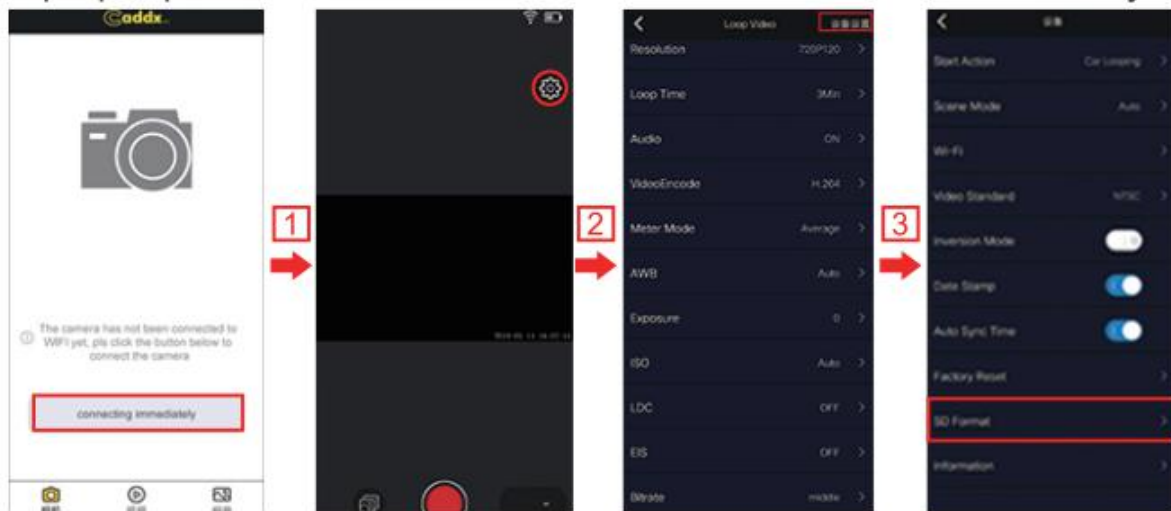 Caddx
The camera has not been connected to
WIFI yet, pls click the button below to
connect the camera
connecting immediately
1
2
Loop Video
Resolution 720P120
Loop Time 3Min
Audio ON
VideoEncode H.264
Meter Mode Average
AWB Auto
Exposure 0
ISO Auto
LDC OFF
EIS OFF
Bitrate middle
3
Start Action Car Looping
Scene Mode Auto
Wi-Fi
Video Standard NTSC
Inversion Mode
Date Stamp
Auto Sync Time
Factory Reset
SD Format
Information